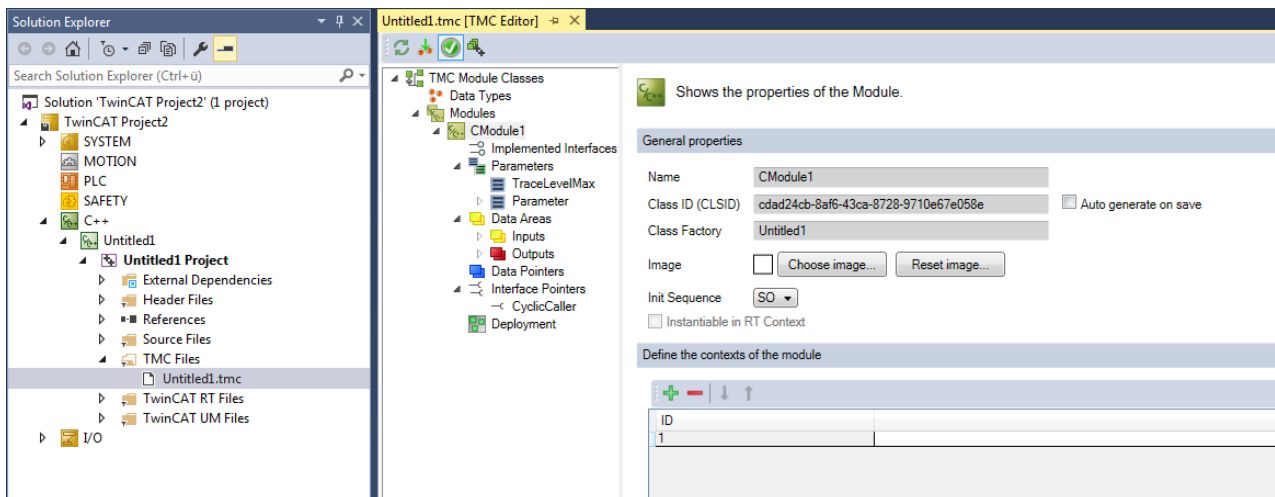 Solution Explorer
Search Solution Explorer (Ctrl+ü)
Solution 'TwinCAT Project2' (1 project)
TwinCAT Project2
SYSTEM
MOTION
PLC
SAFETY
C++
Untitled1
Untitled1 Project
External Dependencies
Header Files
References
Source Files
TMC Files
Untitled1.tmc
TwinCAT RT Files
TwinCAT UM Files
I/O
Untitled1.tmc [TMC Editor]
TMC Module Classes
Data Types
Modules
CModule1
Implemented Interfaces
Parameters
TraceLevelMax
Parameter
Data Areas
Inputs
Outputs
Data Pointers
Interface Pointers
CyclicCaller
Deployment
Shows the properties of the Module.
General properties
Name CModule1
Class ID (CLSID) cdad24cb-8af6-43ca-8728-9710e67e058e Auto generate on save
Class Factory Untitled1
Image Choose image... Reset image...
Init Sequence SO
Instantiable in RT Context
Define the contexts of the module
ID
1